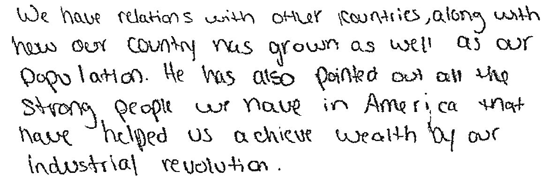 We have relations with other countries, along with
how our country has grown as well as our
population. He has also pointed out all the
strong people we have in America that
have helped us achieve wealth by our
industrial revolution.